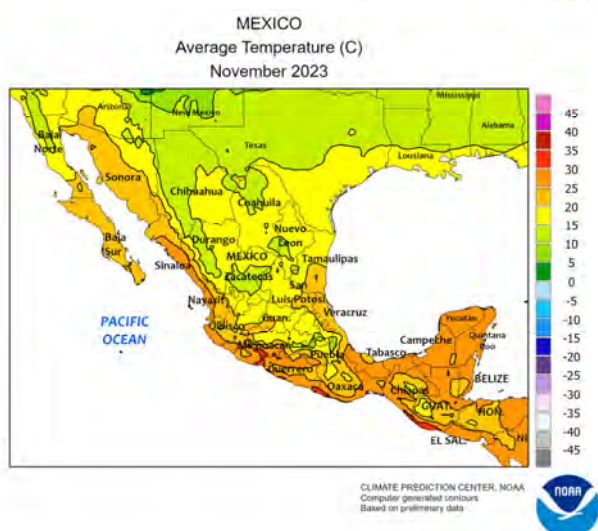 MEXICO
Average Temperature (C)
November 2023
Mississippi
Arizona
New Mexico
Alabama
Baja
Norte
Texas
Lousiana
Sonora
Chihuahua
Coahuila
Nuevo
Leon
Baja
Sur
Durango
MEXICO
Tamaulipas
Sinaloa
Zacatecas
San
Luis Potosi
Nayarit
Veracruz
PACIFIC
OCEAN
Jalisco
Guan.
Yucatan
Michoacan
Campeche
Quintana
Roo
Puebla
Tabasco
Guerrero
Oaxaca
Chiapas
BELIZE
GUAT.
HON.
EL SAL.
NI
45
40
35
30
25
20
15
10
5
0
-5
-10
-15
-20
-25
-30
-35
-40
-45
CLIMATE PREDICTION CENTER, NOAA
Computer generated contours
Based on preliminary data
NOAA